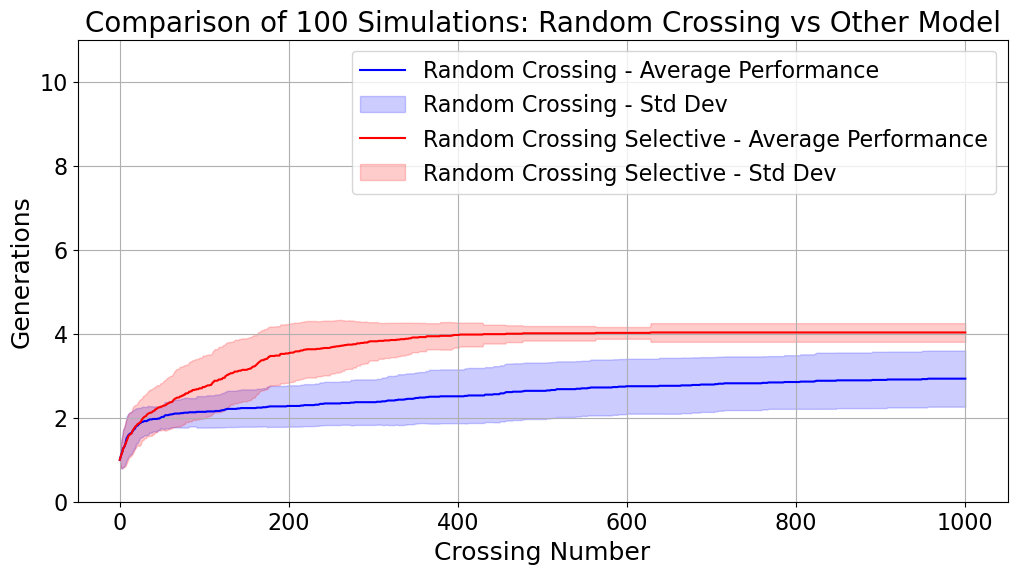 Comparison of 100 Simulations: Random Crossing vs Other Model
Random Crossing - Average Performance
Random Crossing - Std Dev
Random Crossing Selective - Average Performance
Random Crossing Selective - Std Dev
Generations
10
8
6
4
2
0
0 200 400 600 800 1000
Crossing Number